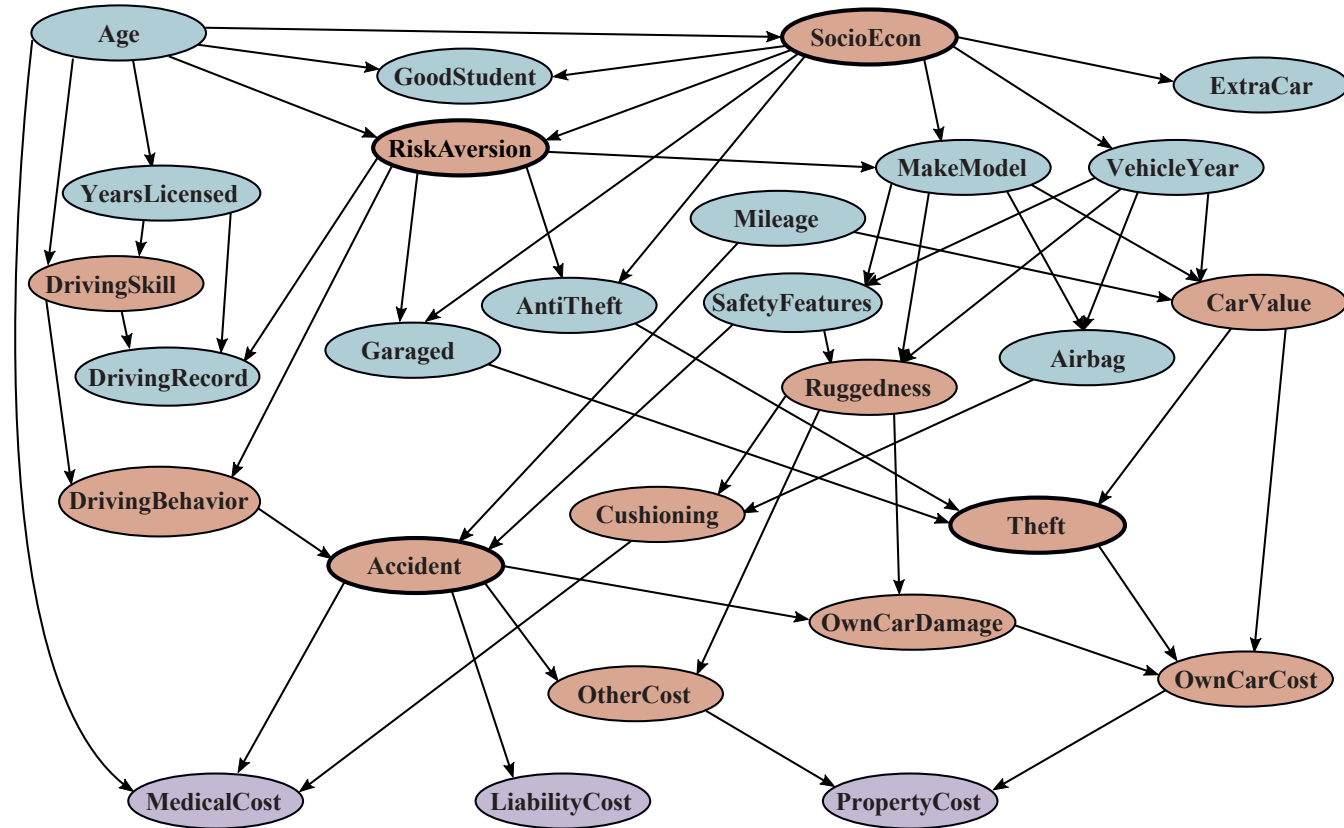 Age
SocioEcon
GoodStudent
ExtraCar
RiskAversion
MakeModel
VehicleYear
YearsLicensed
Mileage
DrivingSkill
AntiTheft
SafetyFeatures
CarValue
Garaged
Airbag
DrivingRecord
Ruggedness
DrivingBehavior
Cushioning
Theft
Accident
OwnCarDamage
OtherCost
OwnCarCost
MedicalCost
LiabilityCost
PropertyCost